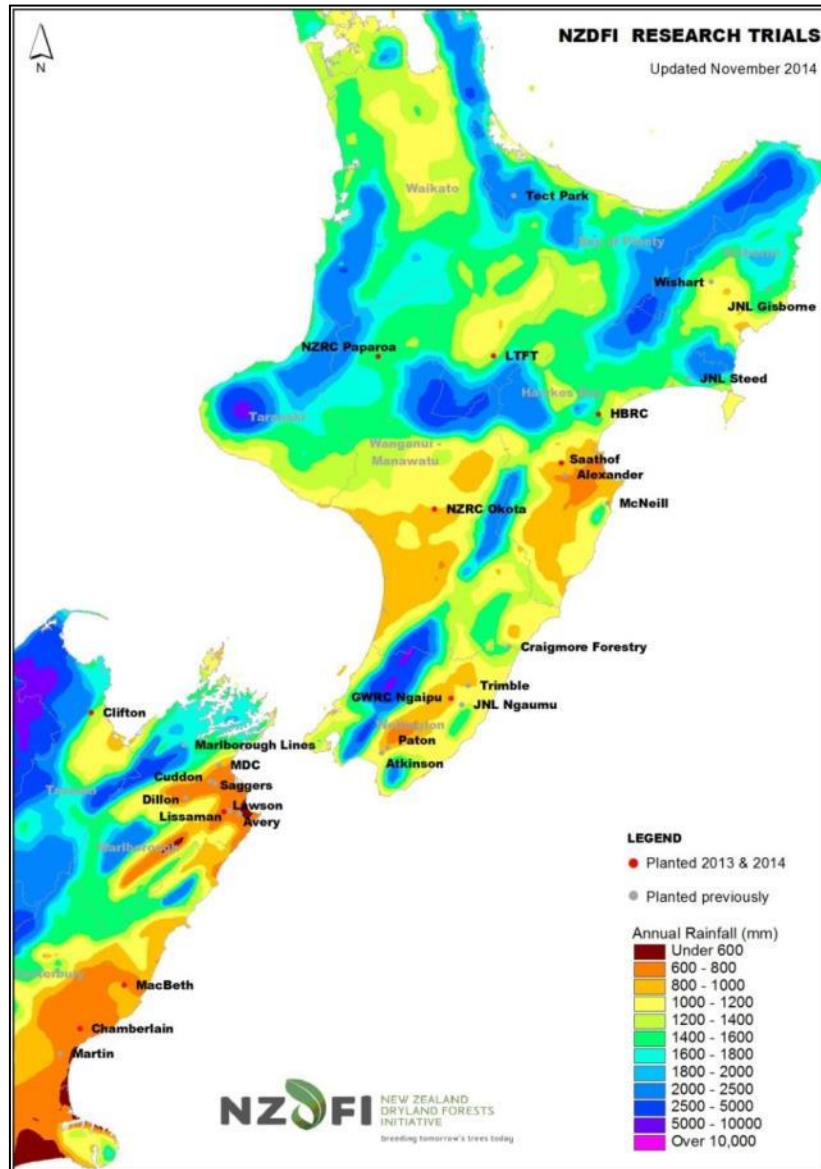 NZDFI RESEARCH TRIALS
Updated November 2014
N
Waikato
Tect Park
Bay of Plenty
Gisborne
Wishart
JNL Gisborne
NZRC Paparoa
LTFT
JNL Steed
Hawkes Bay
Taranaki
HBRC
Wanganui -
Manawatu
Saathof
Alexander
McNeill
NZRC Okota
Craigmore Forestry
Trimble
GWRC Ngaipu
JNL Ngaumu
Clifton
Wellington
Paton
Marlborough Lines
Atkinson
MDC
Cuddon
Saggers
Tasman
Dillon
Lawson
Lissaman
Avery
Marlborough
LEGEND
Planted 2013 & 2014
Planted previously
Annual Rainfall (mm)
Under 600
600 - 800
800 - 1000
1000 - 1200
1200 - 1400
1400 - 1600
1600 - 1800
1800 - 2000
2000 - 2500
2500 - 5000
5000 - 10000
Over 10,000
Canterbury
MacBeth
Chamberlain
Martin
NZDFI
NEW ZEALAND
DRYLAND FORESTS
INITIATIVE
breeding tomorrow's trees today